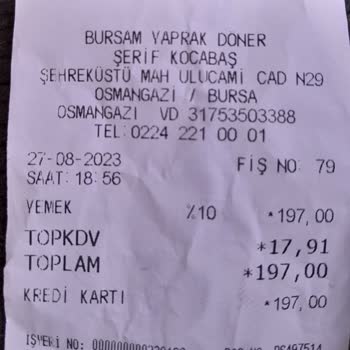 BURSAM YAPRAK DONER
ŞERİF KOCABAŞ
ŞEHREKÜSTÜ MAH ULUCAMİ CAD N29
OSMANGAZİ / BURSA
OSMANGAZİ VD 31753503388
TEL:0224 221 00 01
27-08-2023 FİŞ NO: 79
SAAT: 18:56
YEMEK %10 *197,00
TOPKDV *17,91
TOPLAM *197,00
KREDİ KARTI *197,00
İŞYERİ NO: